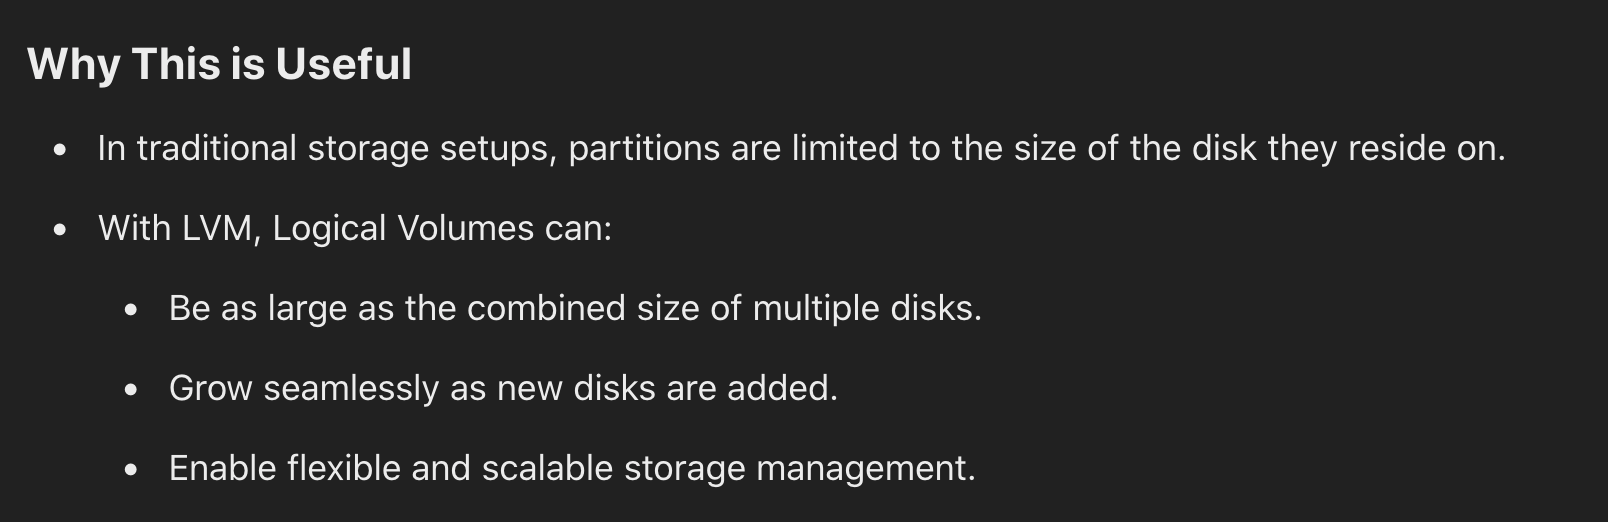 Why This is Useful
• In traditional storage setups, partitions are limited to the size of the disk they reside on.
• With LVM, Logical Volumes can:
• Be as large as the combined size of multiple disks.
• Grow seamlessly as new disks are added.
• Enable flexible and scalable storage management.